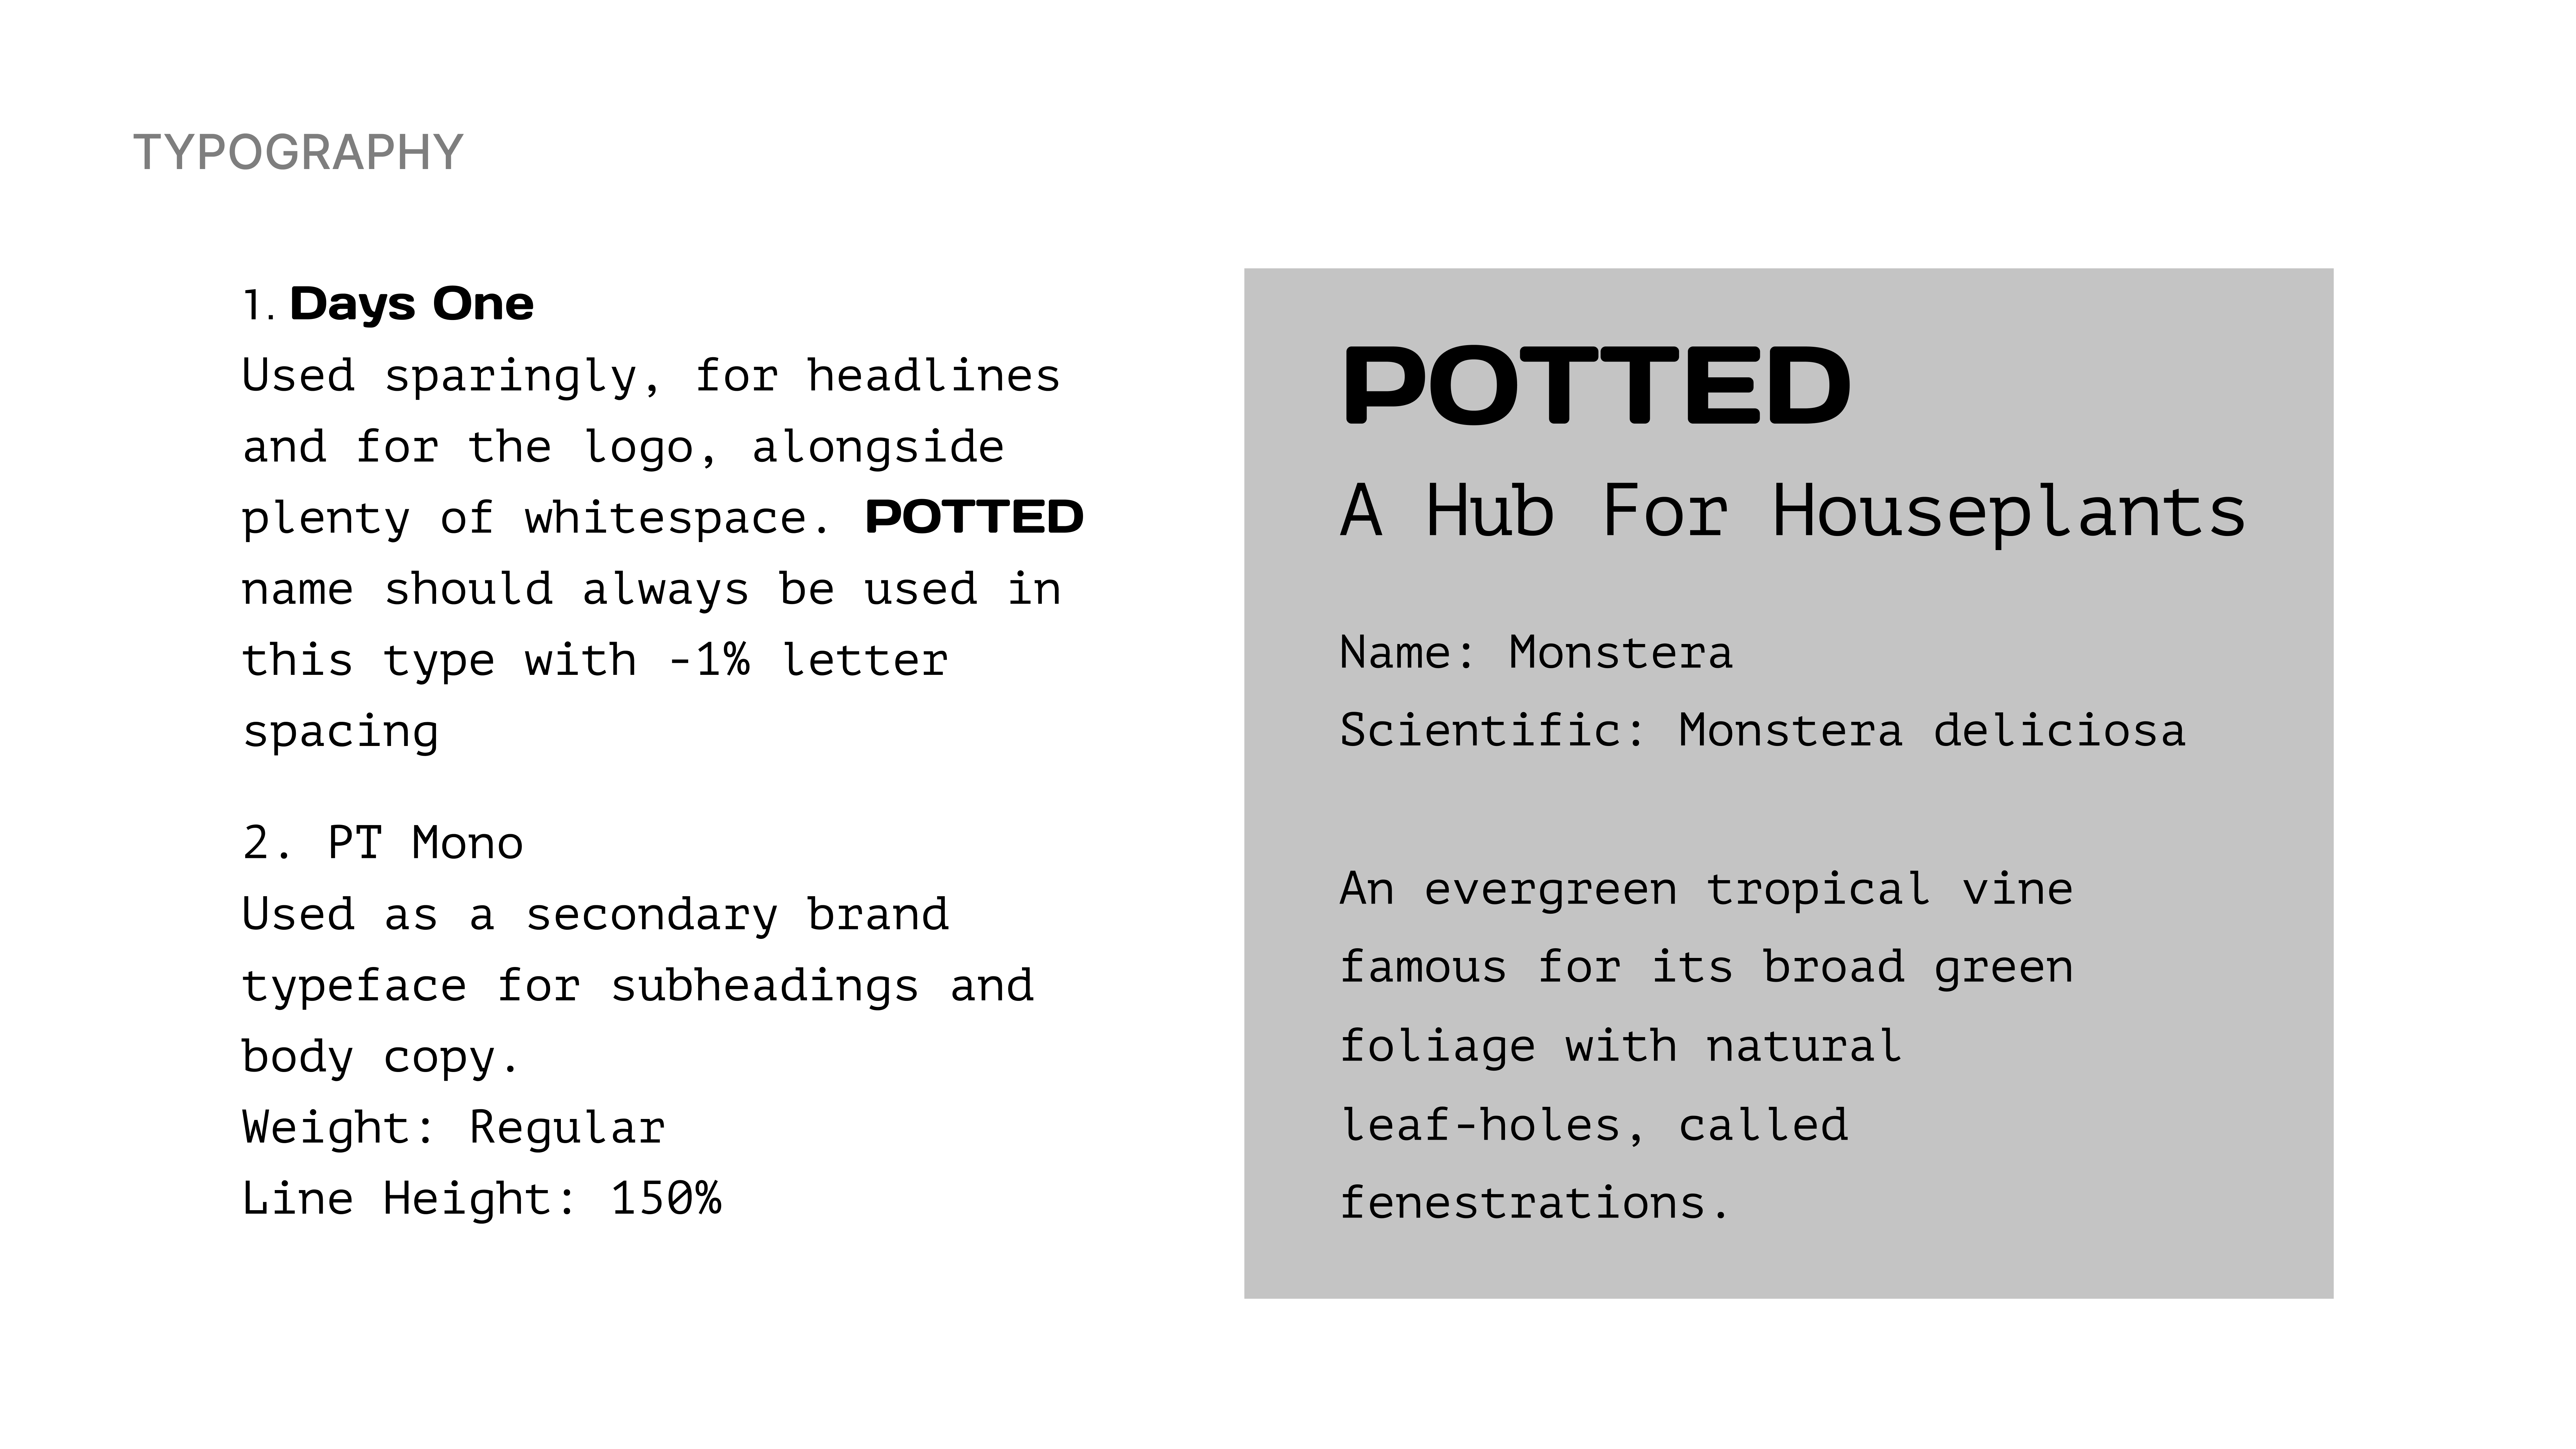 TYPOGRAPHY
1. Days One
Used sparingly, for headlines
and for the logo, alongside
plenty of whitespace. POTTED
name should always be used in
this type with -1% letter
spacing
2. PT Mono
Used as a secondary brand
typeface for subheadings and
body copy.
Weight: Regular
Line Height: 150%
POTTED
A Hub For Houseplants
Name: Monstera
Scientific: Monstera deliciosa
An evergreen tropical vine
famous for its broad green
foliage with natural
leaf-holes, called
fenestrations.